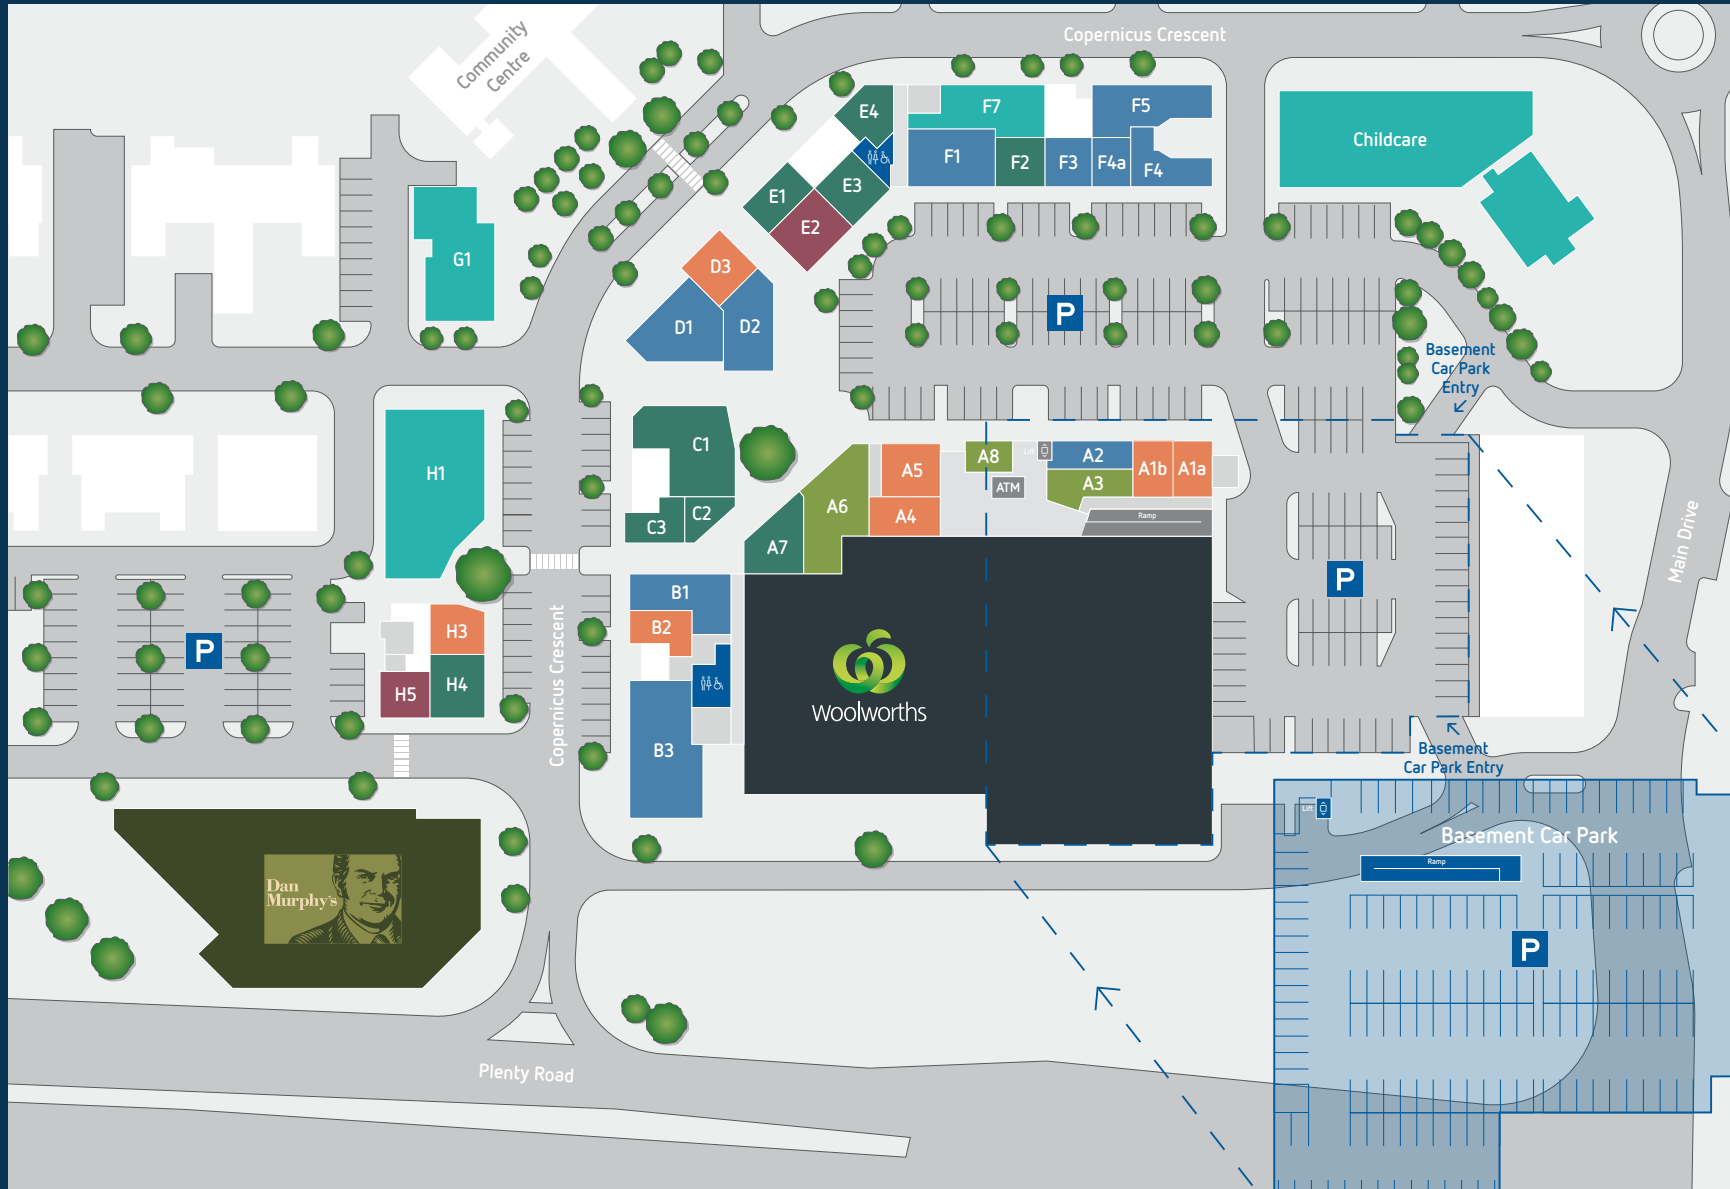 Community
Centre
Copernicus Crescent
E4
F7
F5
Childcare
F1
F2
F3
F4a
F4
E1
E3
E2
G1
D3
D1
D2
P
Basement
Car Park
Entry
H1
C1
C2
C3
A8
Lift
A2
A1b
A1a
A5
A3
ATM
A6
A4
Ramp
A7
Main Drive
P
B1
B2
H3
P
H4
H5
Copernicus Crescent
B3
Woolworths
Basement
Car Park Entry
Lift
Basement Car Park
Ramp
Dan
Murphy's
P
Plenty Road